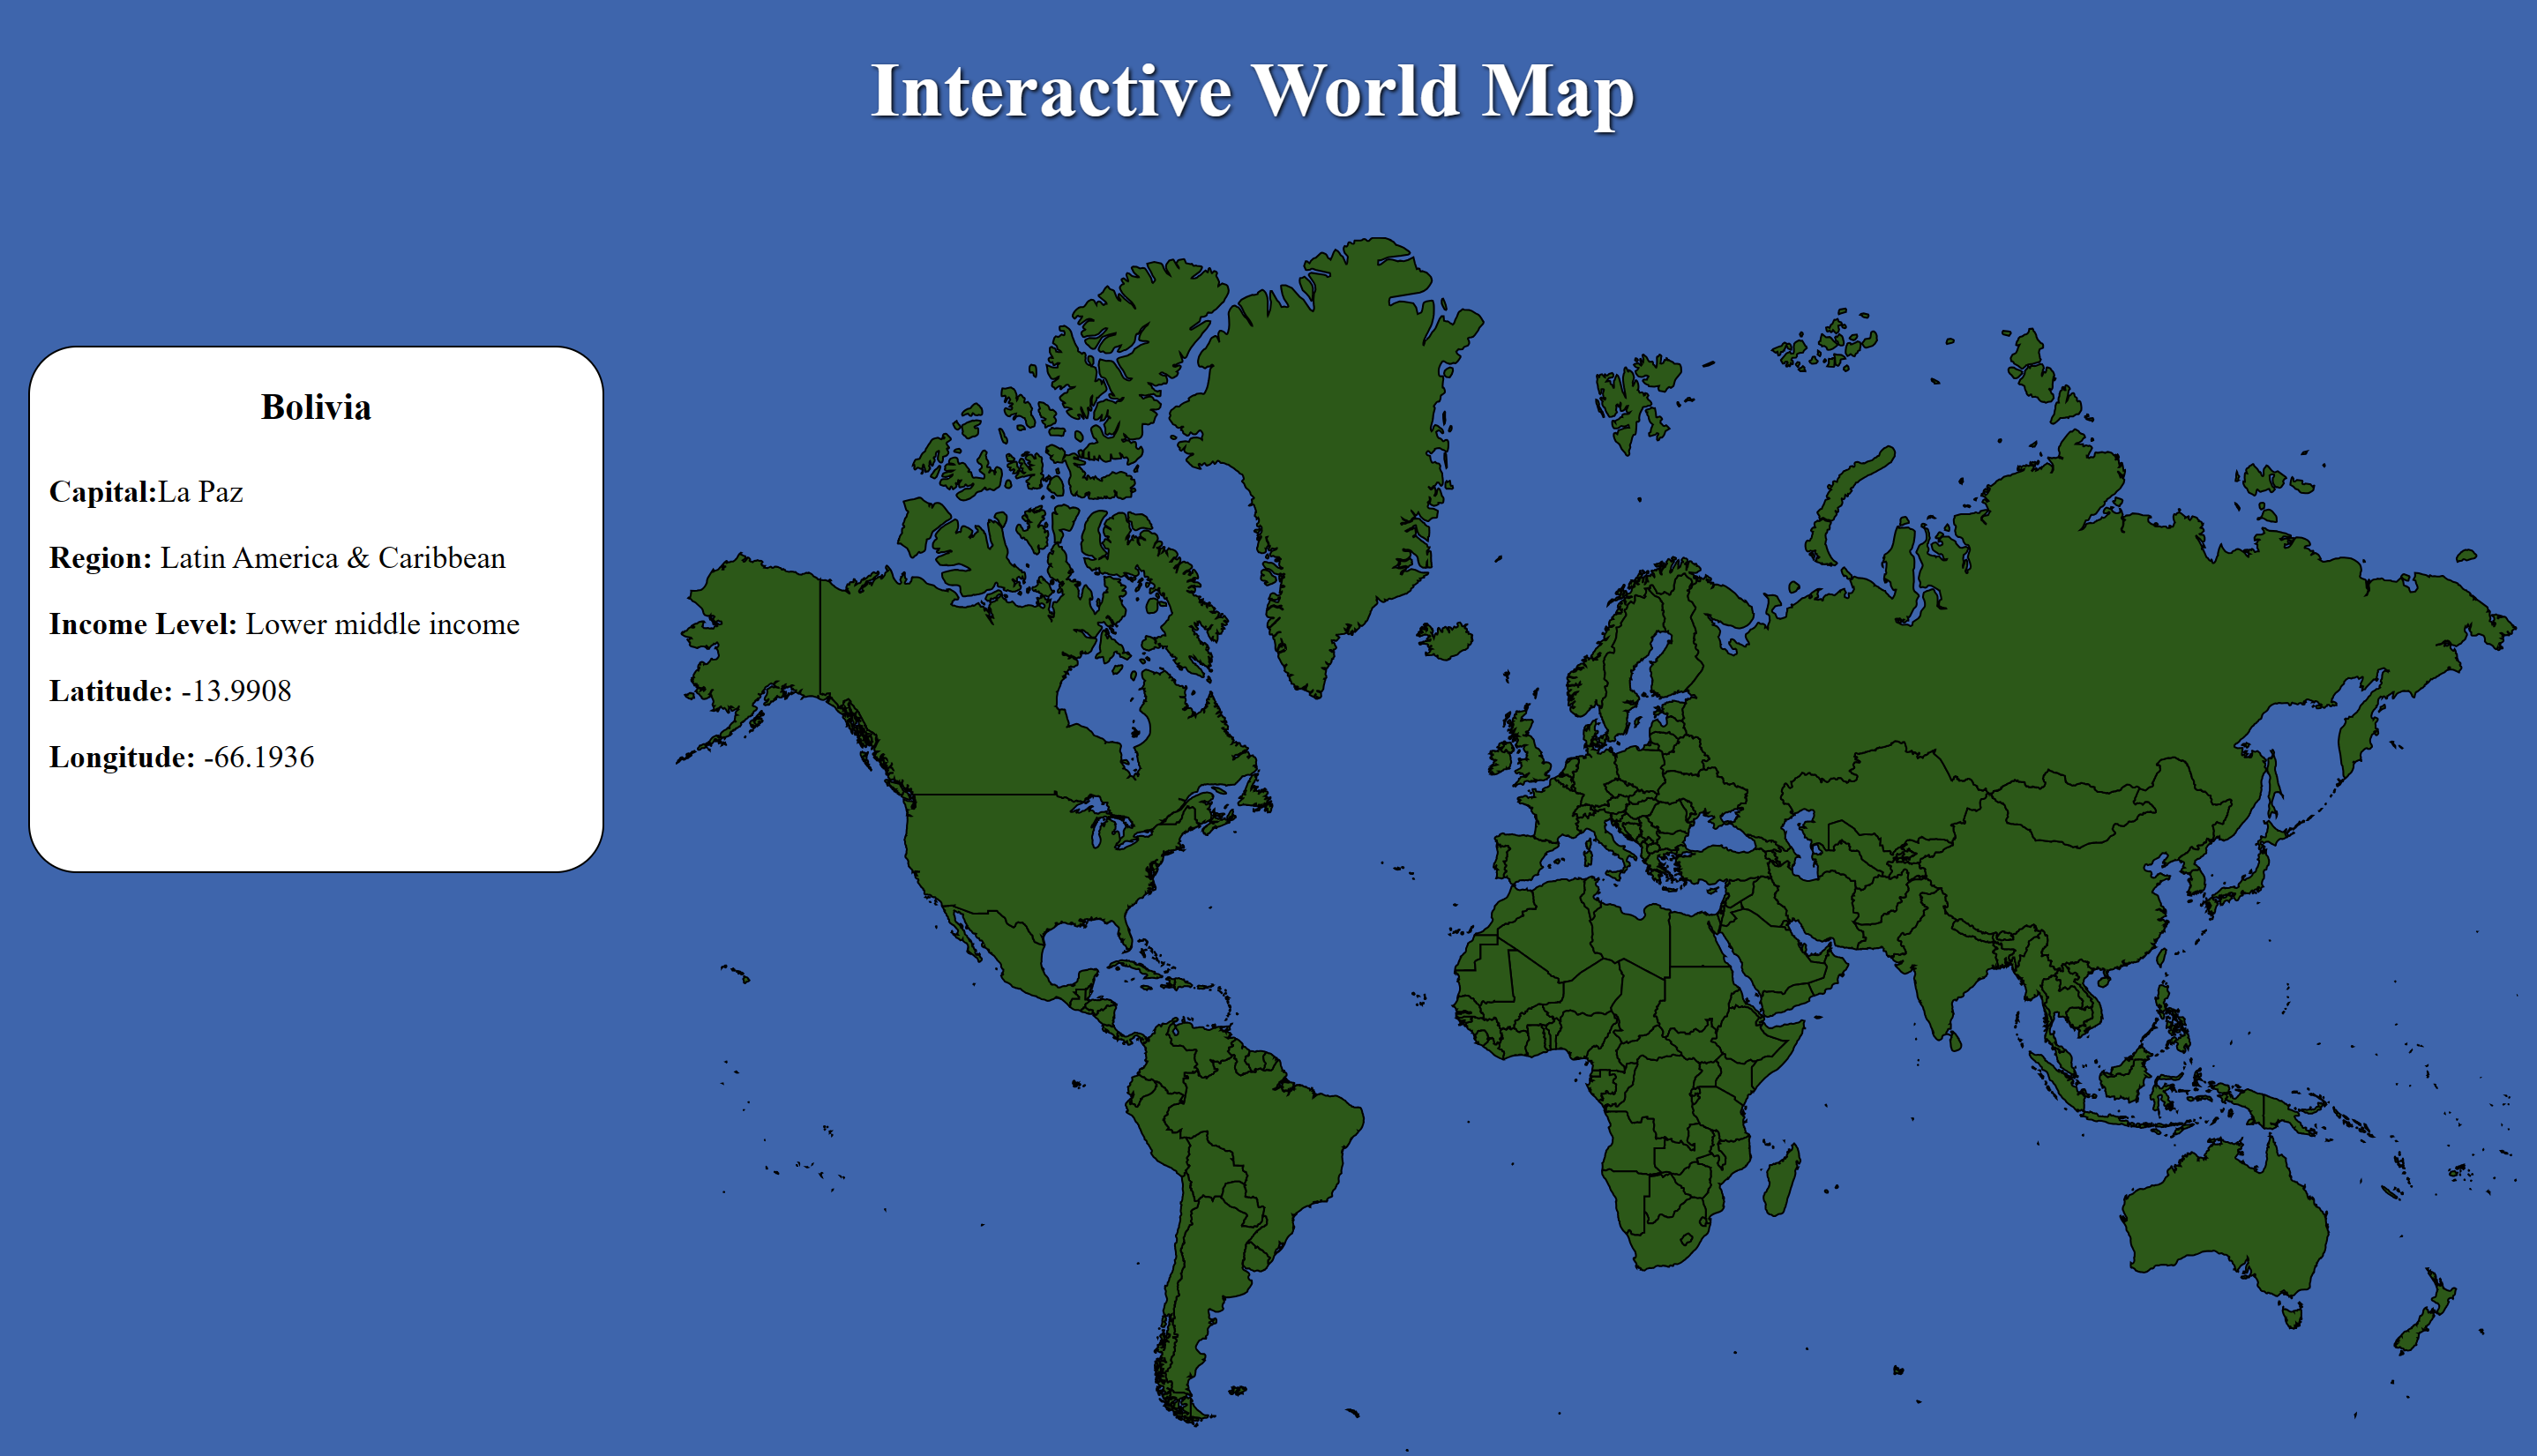 Interactive World Map
Bolivia
Capital:La Paz
Region: Latin America & Caribbean
Income Level: Lower middle income
Latitude: -13.9908
Longitude: -66.1936